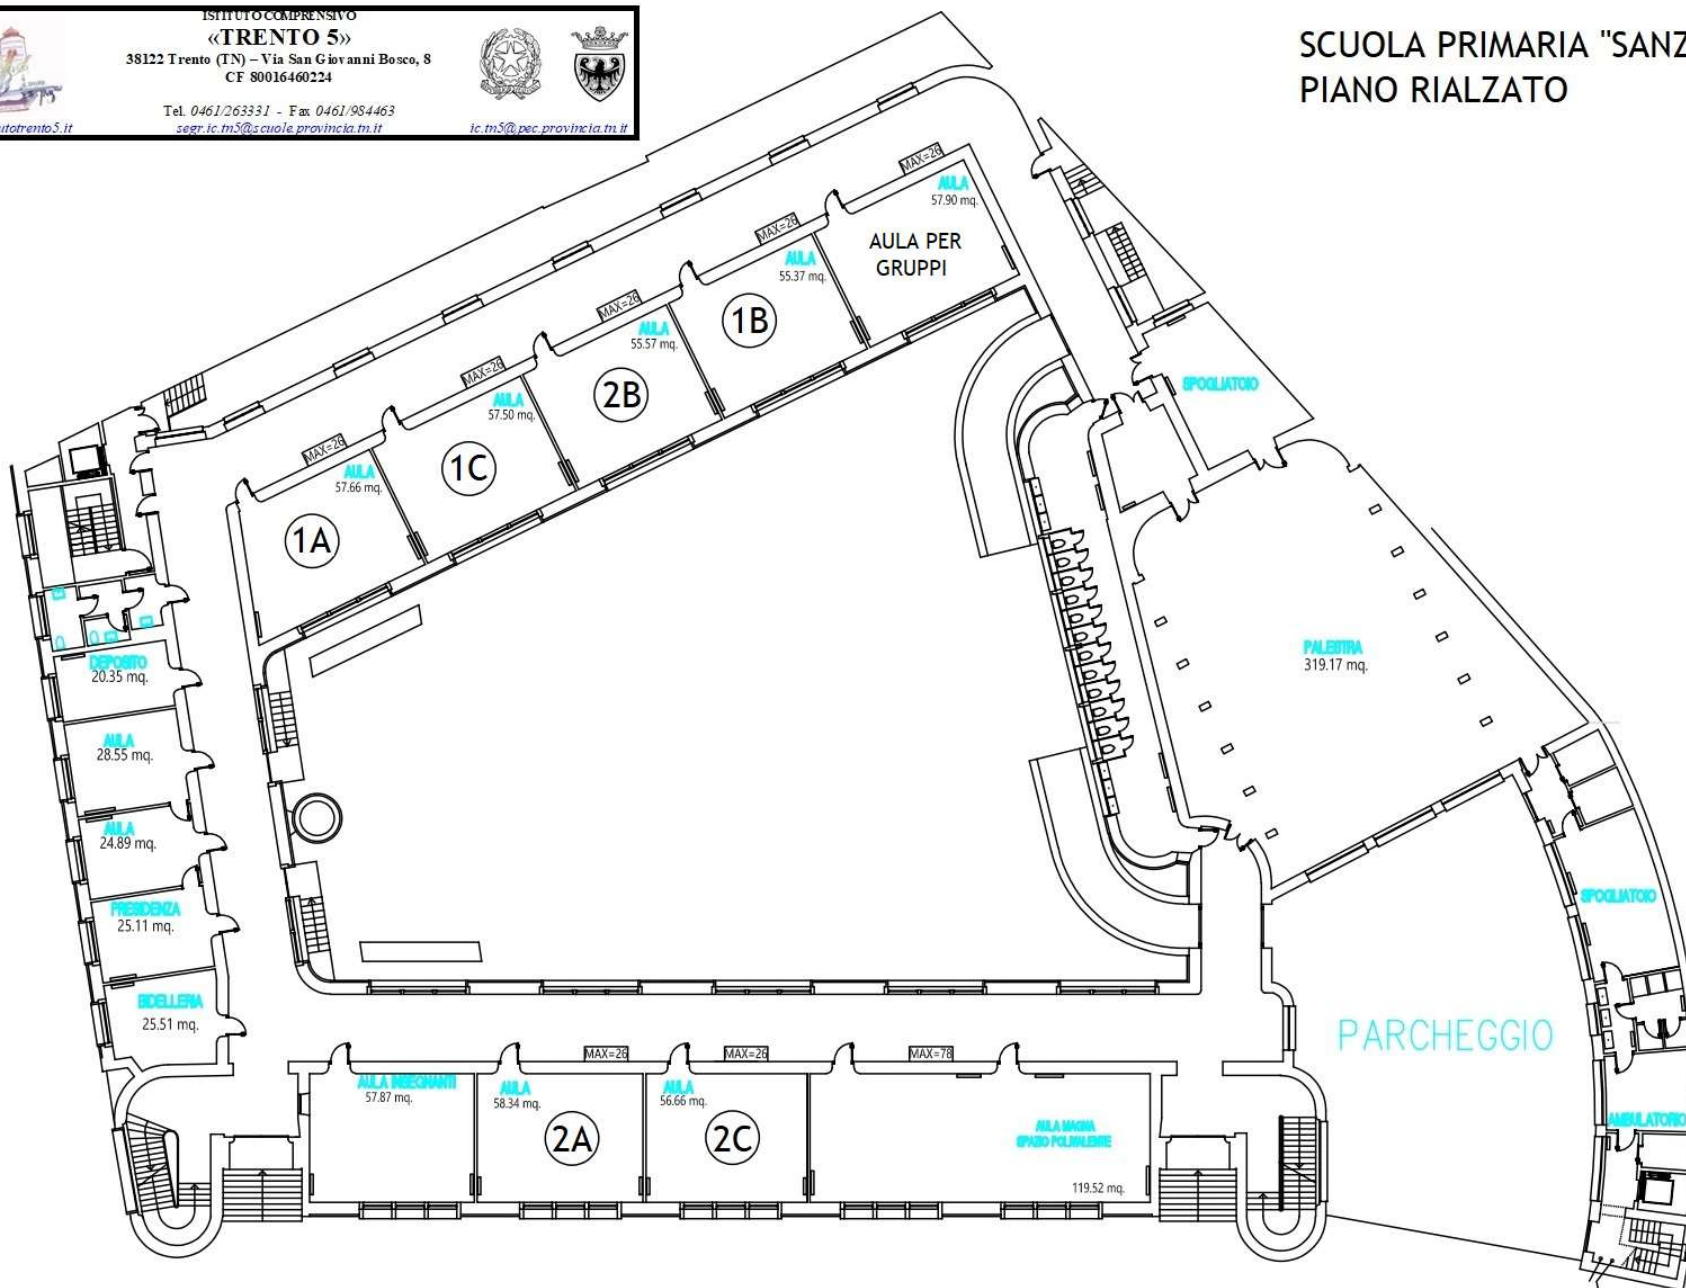 ISTITUTO COMPRENSIVO
«TRENTO 5»
38122 Trento (TN) – Via San Giovanni Bosco, 8
CF 80016460224
Tel. 0461/263331 - Fax 0461/984463
utotrento5.it
segr.ic.tn5@scuole.provincia.tn.it
ic.tn5@pec.provincia.tn.it
SCUOLA PRIMARIA "SANZ
PIANO RIALZATO
MAX=26
AULA
57.90 mq.
AULA PER
GRUPPI
MAX=26
AULA
55.37 mq.
1B
MAX=26
AULA
55.57 mq.
2B
MAX=26
AULA
57.50 mq.
1C
MAX=26
AULA
57.66 mq.
1A
SPOGLIATOIO
PALESTRA
319.17 mq.
DEPOSITO
20.35 mq.
AULA
28.55 mq.
AULA
24.89 mq.
PRESIDENZA
25.11 mq.
BIDELLERIA
25.51 mq.
SPOGLIATOIO
PARCHEGGIO
AMBULATORIO
MAX=26
MAX=26
MAX=78
AULA INSEGNANTI
57.87 mq.
AULA
58.34 mq.
2A
AULA
56.66 mq.
2C
AULA MAGNA
SPAZIO POLIVALENTE
119.52 mq.